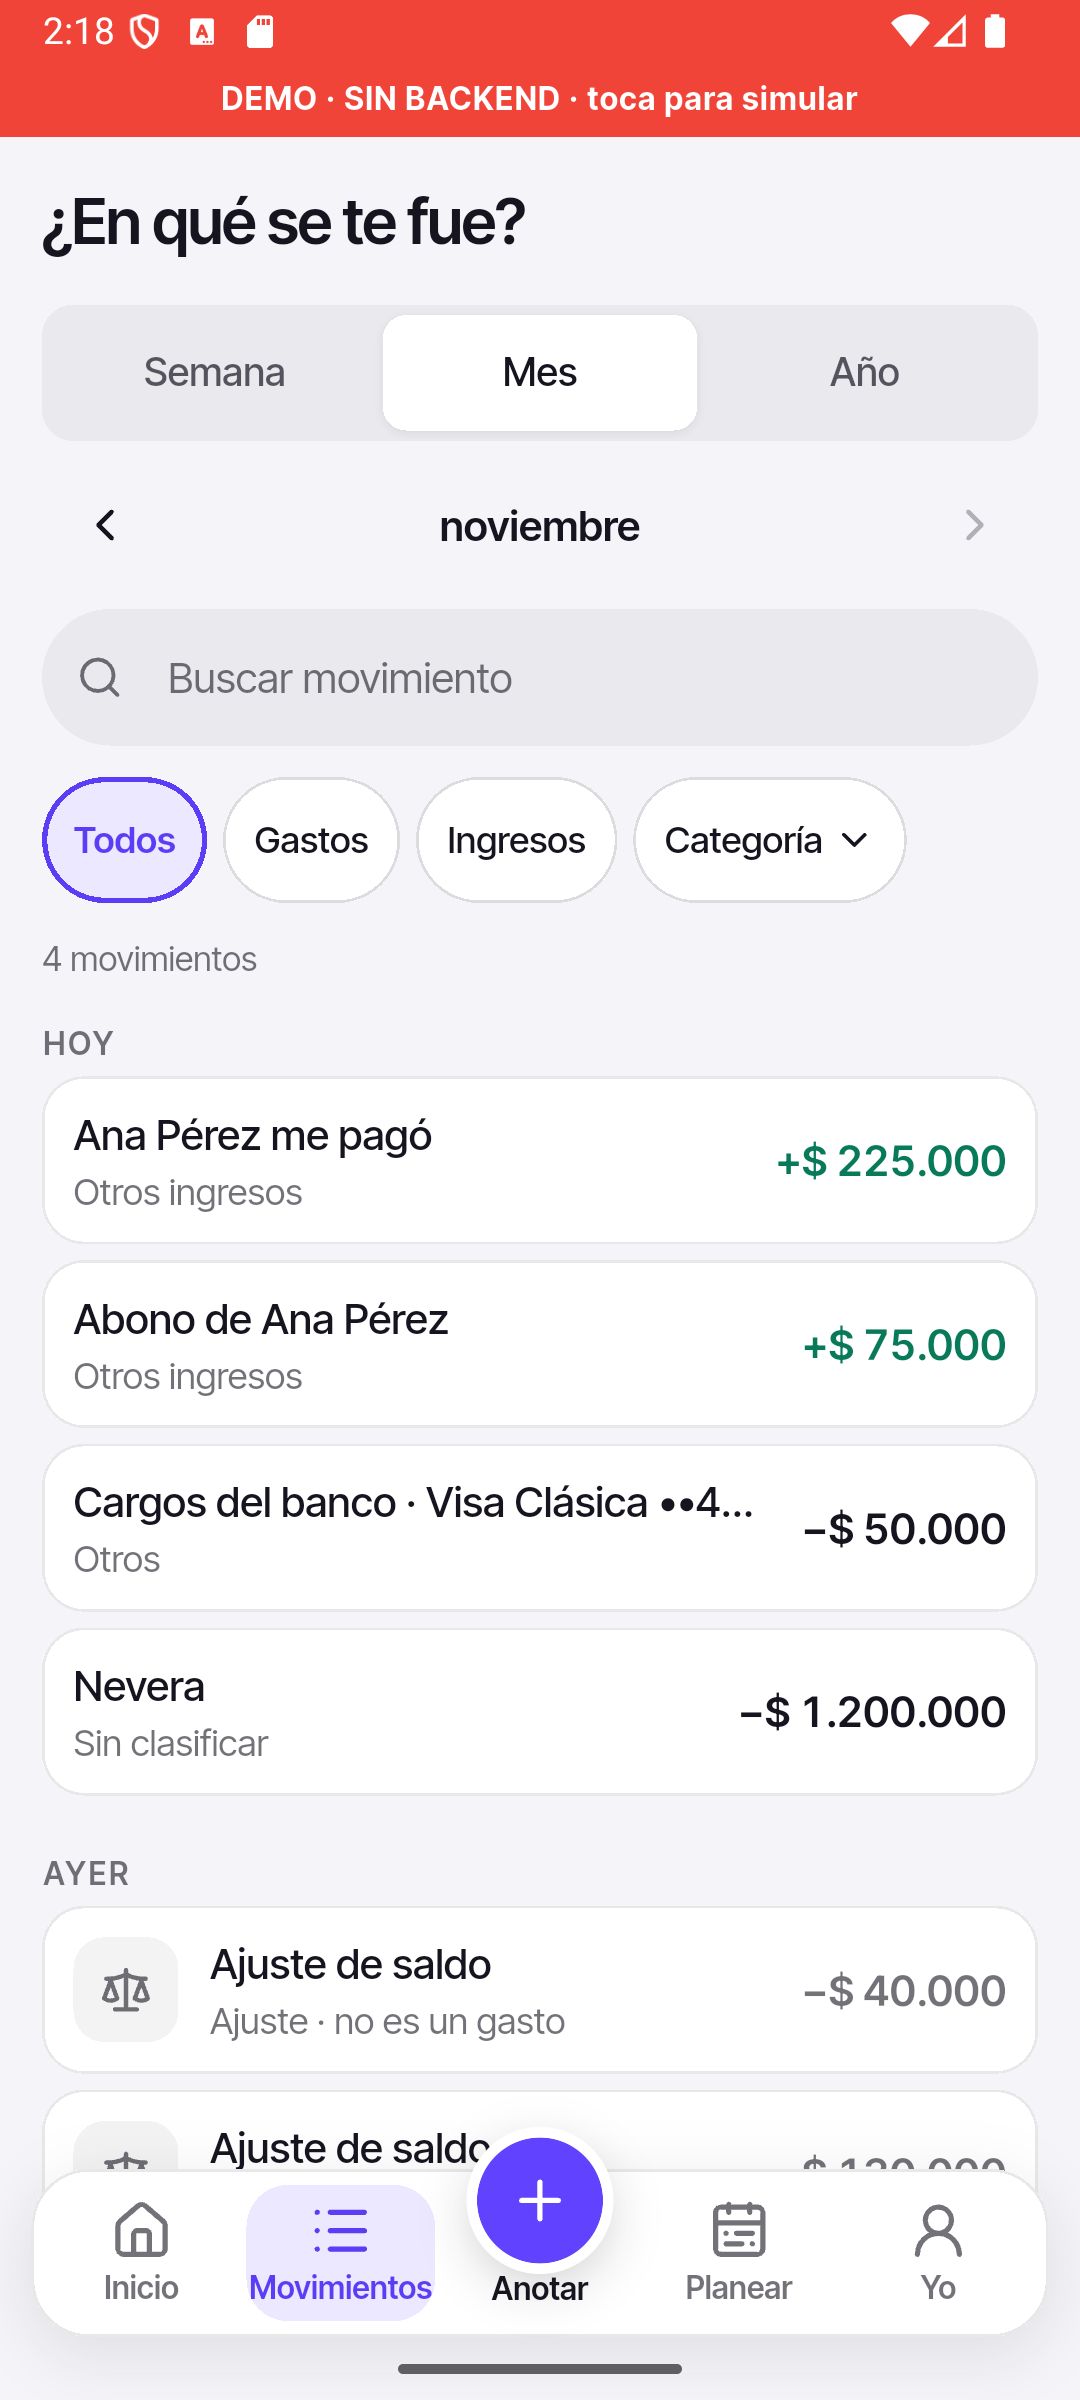 2:18
DEMO · SIN BACKEND · toca para simular
¿En qué se te fue?
Semana
Mes
Año
noviembre
Buscar movimiento
Todos
Gastos
Ingresos
Categoría
4 movimientos
HOY
Ana Pérez me pagó
+$ 225.000
Otros ingresos
Abono de Ana Pérez
+$ 75.000
Otros ingresos
Cargos del banco · Visa Clásica ••4...
−$ 50.000
Otros
Nevera
−$ 1.200.000
Sin clasificar
AYER
Ajuste de saldo
−$ 40.000
Ajuste · no es un gasto
Ajuste de saldo
Inicio
Movimientos
Anotar
Planear
Yo